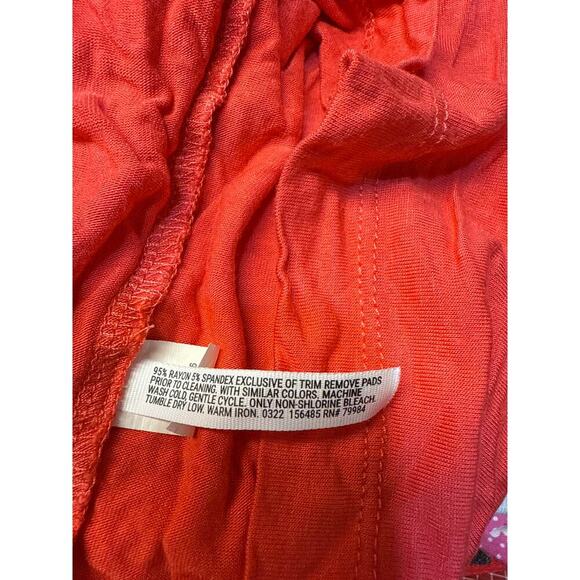 95% RAYON 5% SPANDEX EXCLUSIVE OF TRIM REMOVE PADS
PRIOR TO CLEANING. WITH SIMILAR COLORS. MACHINE
WASH COLD, GENTLE CYCLE. ONLY NON-SHLORINE BLEACH.
TUMBLE DRY LOW. WARM IRON. 0322 156485 RN# 79984